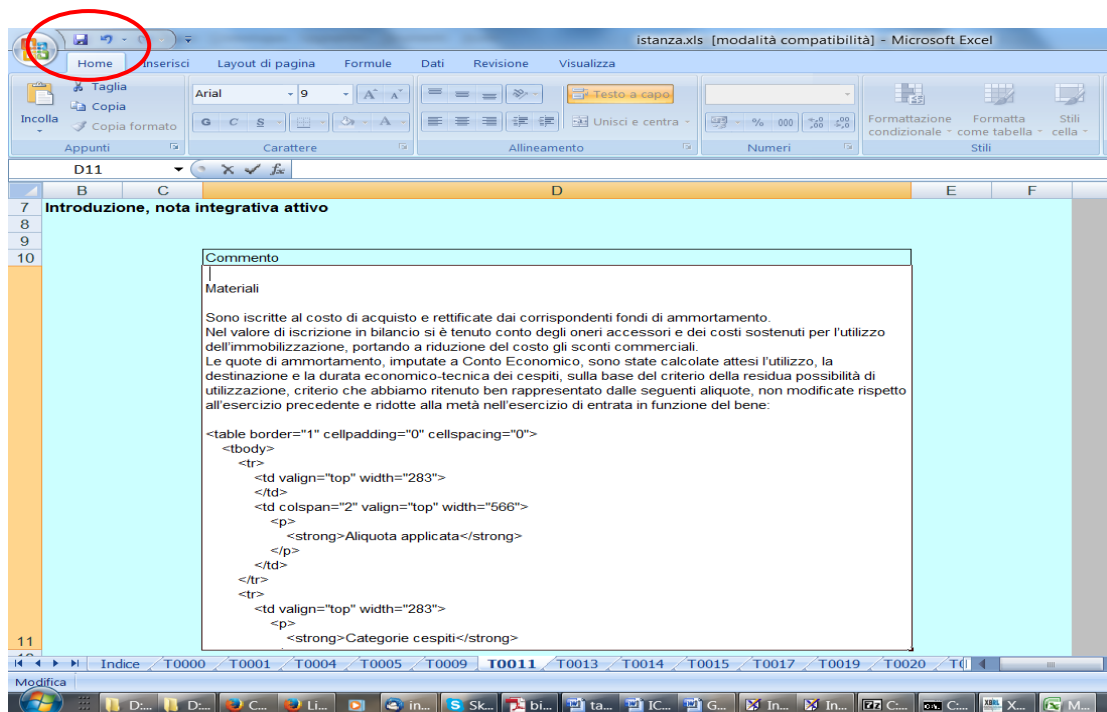 istanza.xls [modalità compatibilità] - Microsoft Excel
Home Inserisci Layout di pagina Formule Dati Revisione Visualizza
Incolla
Taglia
Copia
Copia formato
Appunti
Arial 9 A A
G C S A
Carattere
Testo a capo
Unisci e centra
Allineamento
% 000
Numeri
Formattazione condizionale
Formatta come tabella
Stili cella
Stili
D11 fx
B C D E F
7 Introduzione, nota integrativa attivo
8
9
10 Commento
Materiali
Sono iscritte al costo di acquisto e rettificate dai corrispondenti fondi di ammortamento.
Nel valore di iscrizione in bilancio si è tenuto conto degli oneri accessori e dei costi sostenuti per l'utilizzo
dell'immobilizzazione, portando a riduzione del costo gli sconti commerciali.
Le quote di ammortamento, imputate a Conto Economico, sono state calcolate attesi l'utilizzo, la
destinazione e la durata economico-tecnica dei cespiti, sulla base del criterio della residua possibilità di
utilizzazione, criterio che abbiamo ritenuto ben rappresentato dalle seguenti aliquote, non modificate rispetto
all'esercizio precedente e ridotte alla metà nell'esercizio di entrata in funzione del bene:
<table border="1" cellpadding="0" cellspacing="0">
<tbody>
<tr>
<td valign="top" width="283">
</td>
<td colspan="2" valign="top" width="566">
<p>
<strong>Aliquota applicata</strong>
</p>
</td>
</tr>
<tr>
<td valign="top" width="283">
<p>
<strong>Categorie cespiti</strong>
11
Indice T0000 T0001 T0004 T0005 T0009 T0011 T0013 T0014 T0015 T0017 T0019 T0020
Modifica
D:... D:... C... Li... in... Sk... bi... ta... IC... G... In... In... C:... C:... X... M...